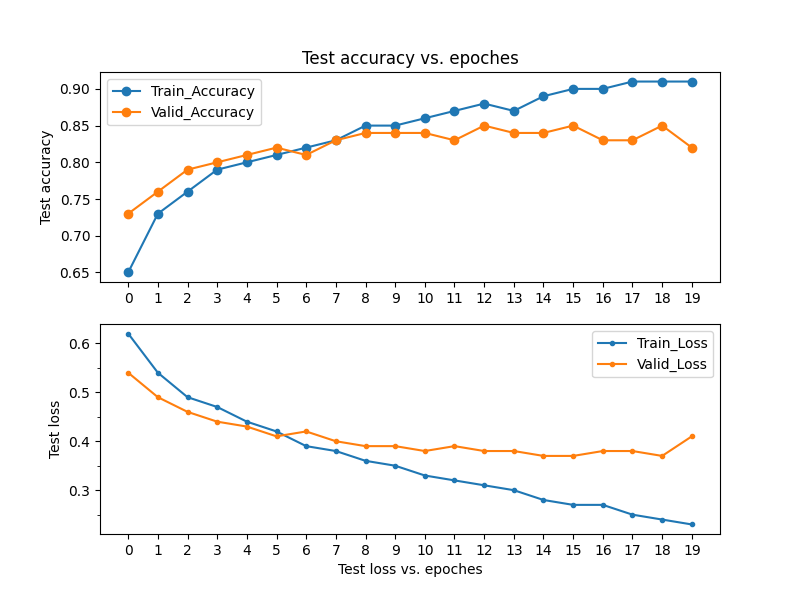 Test accuracy vs. epoches
Train_Accuracy
Valid_Accuracy
Test accuracy
0.90
0.85
0.80
0.75
0.70
0.65
0 1 2 3 4 5 6 7 8 9 10 11 12 13 14 15 16 17 18 19
Train_Loss
Valid_Loss
Test loss
0.6
0.5
0.4
0.3
0 1 2 3 4 5 6 7 8 9 10 11 12 13 14 15 16 17 18 19
Test loss vs. epoches